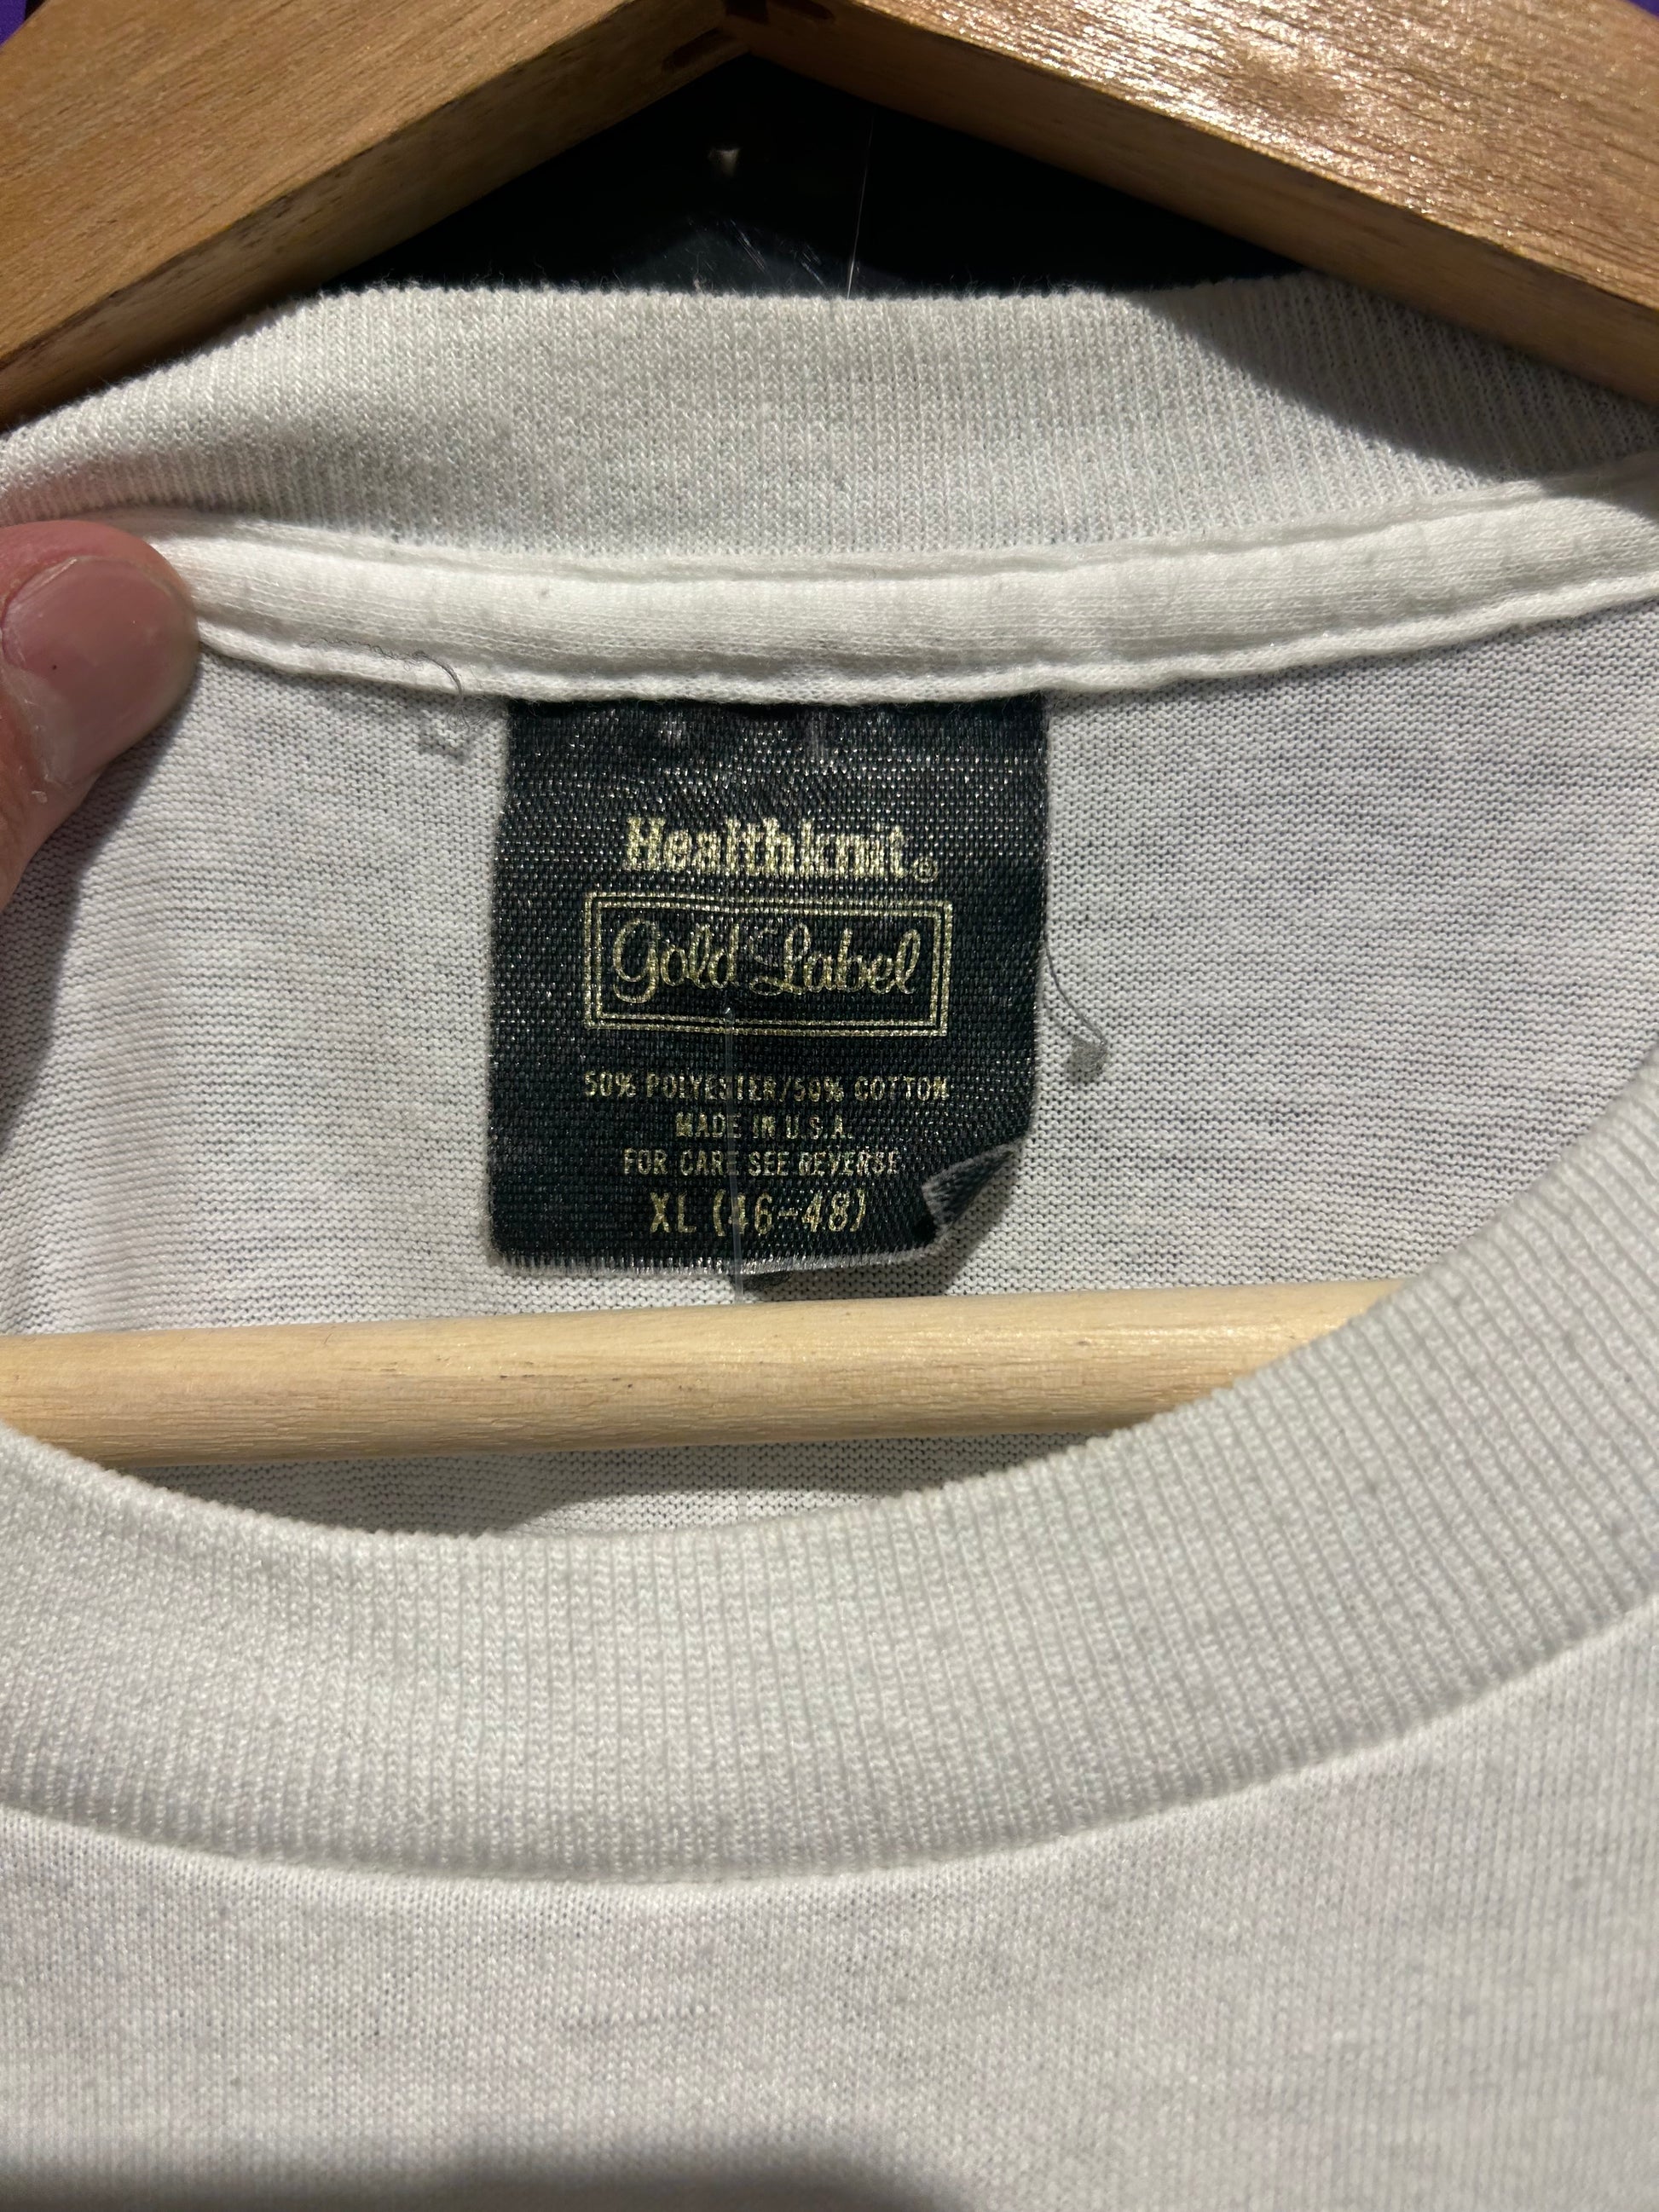 Healthknit®
Gold Label
50% POLYESTER/50% COTTON
MADE IN U.S.A.
FOR CARE SEE REVERSE
XL (46-48)